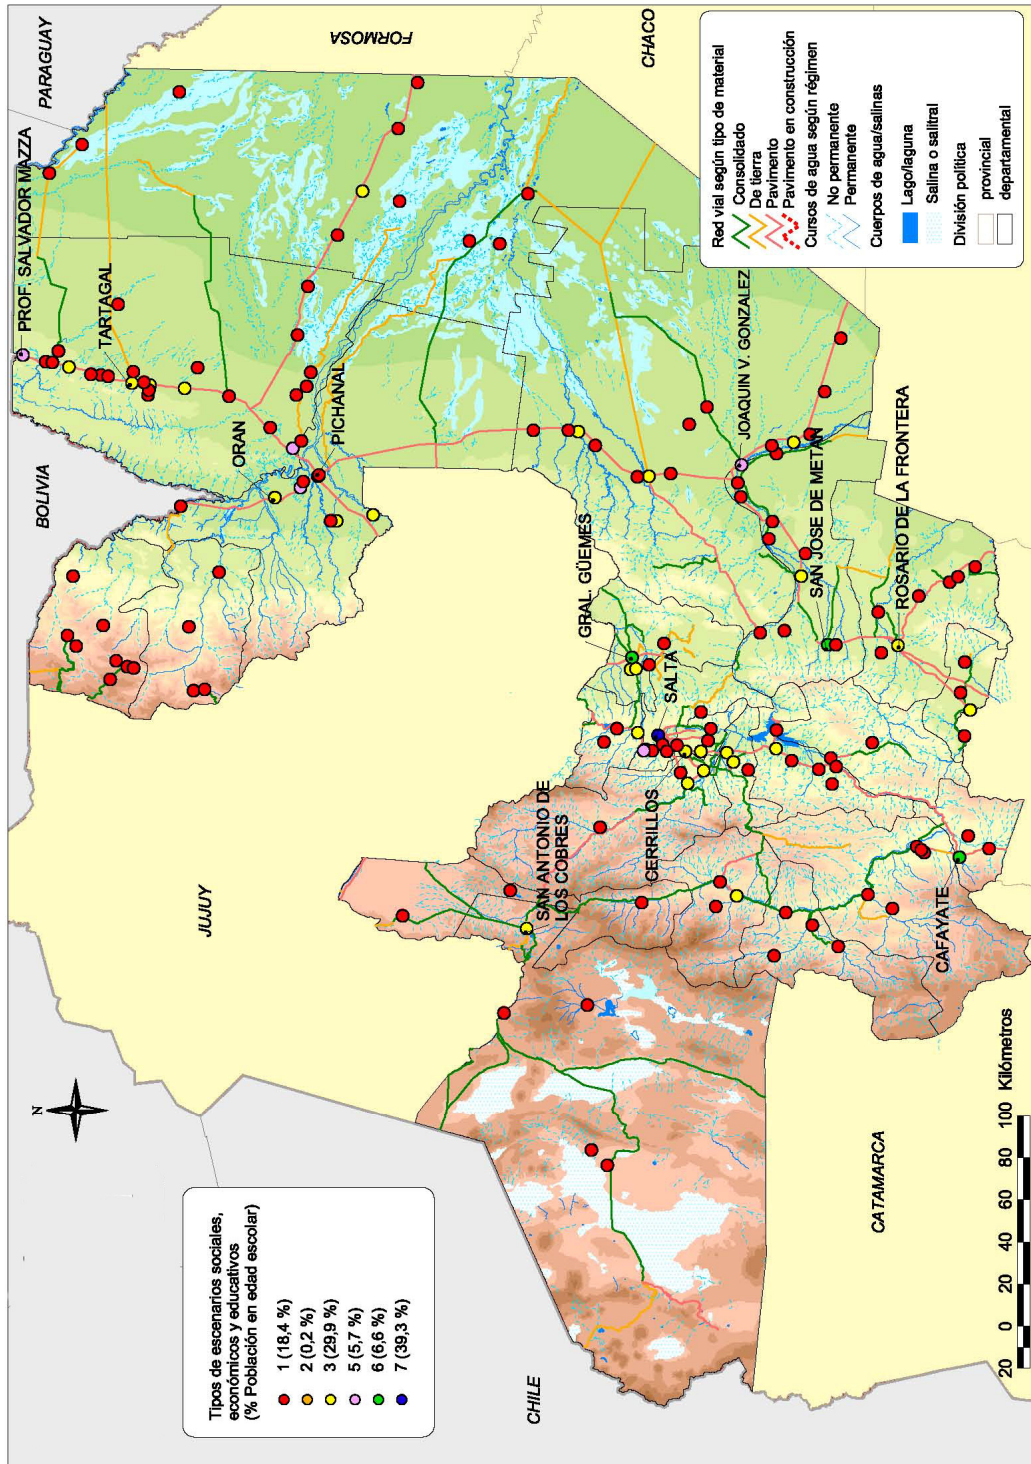 PARAGUAY
FORMOSA
CHACO
BOLIVIA
JUJUY
CHILE
CATAMARCA
PROF. SALVADOR MAZZA
TARTAGAL
ORAN
PICHANAL
JOAQUIN V. GONZALEZ
SAN JOSE DE METAN
ROSARIO DE LA FRONTERA
GRAL. GÜEMES
SALTA
CERRILLOS
SAN ANTONIO DE
LOS COBRES
CAFAYATE
N
Tipos de escenarios sociales,
económicos y educativos
(% Población en edad escolar)
1 (18,4 %)
2 (0,2 %)
3 (29,9 %)
5 (5,7 %)
6 (6,6 %)
7 (39,3 %)
Red vial según tipo de material
Consolidado
De tierra
Pavimento
Pavimento en construcción
Cursos de agua según régimen
No permanente
Permanente
Cuerpos de agua/salinas
Lago/laguna
Salina o salitral
División política
provincial
departamental
20 0 20 40 60 80 100 Kilómetros